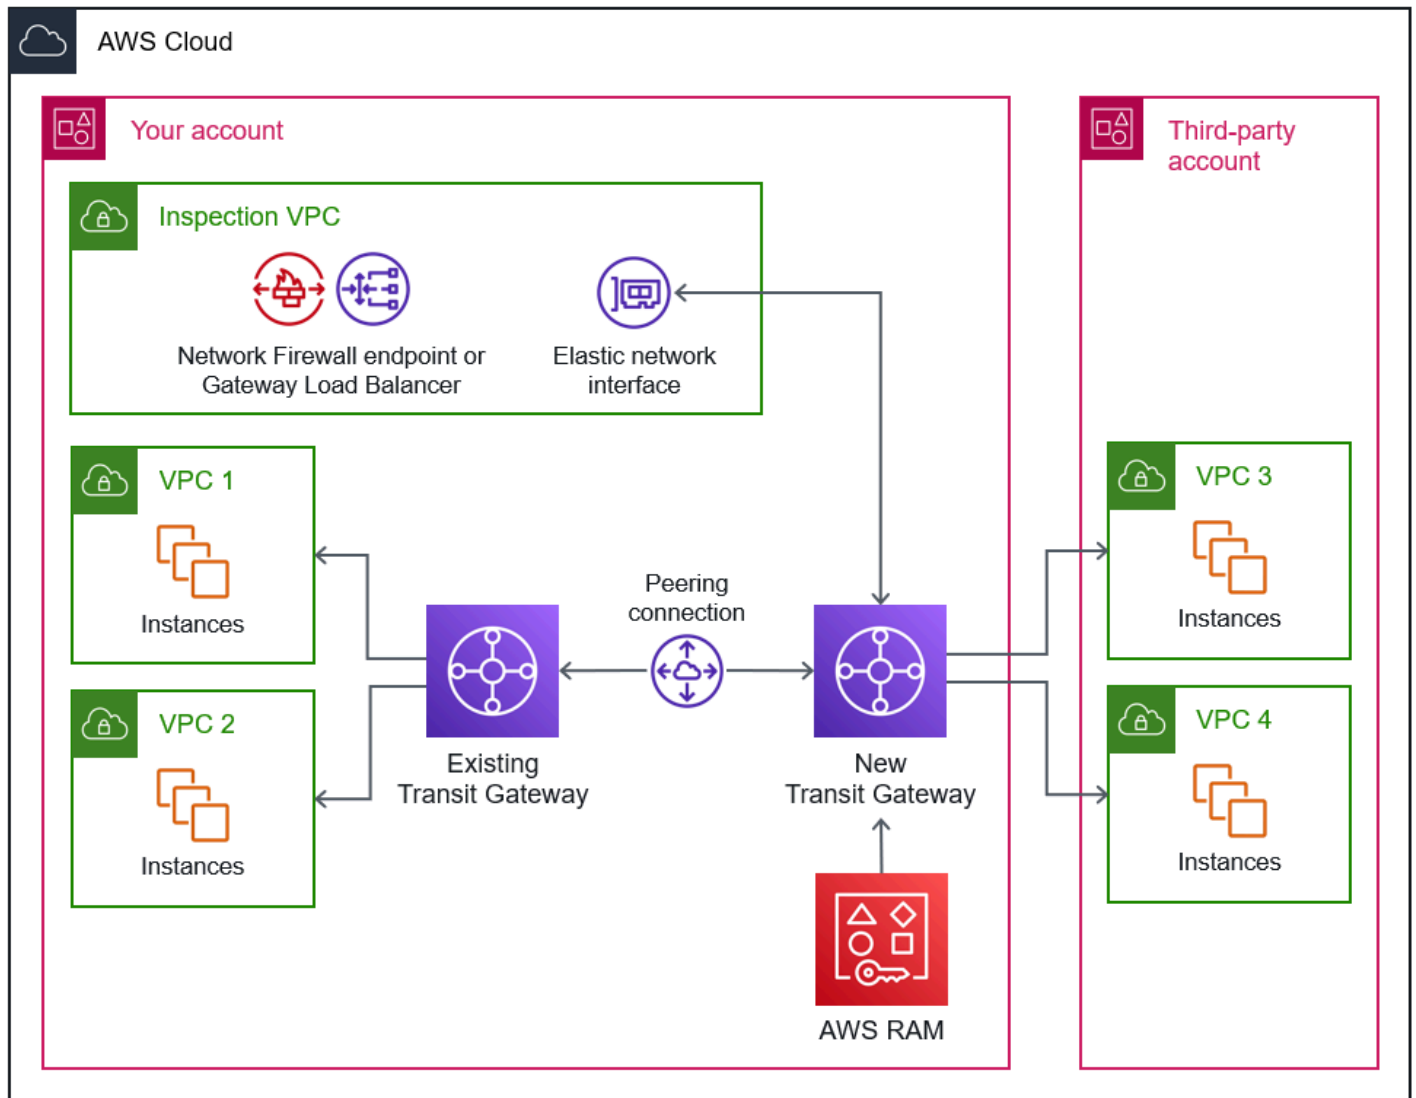 AWS Cloud
Your account
Third-party
account
Inspection VPC
Network Firewall endpoint or
Gateway Load Balancer
Elastic network
interface
VPC 1
Instances
VPC 2
Instances
Existing
Transit Gateway
Peering
connection
New
Transit Gateway
AWS RAM
VPC 3
Instances
VPC 4
Instances